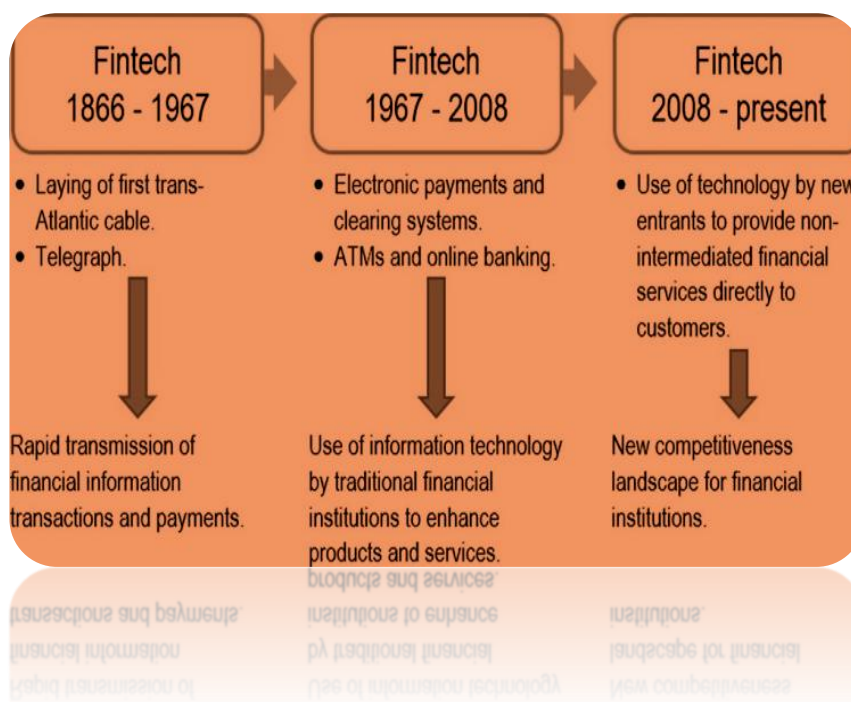 Fintech
1866 - 1967
• Laying of first trans-
Atlantic cable.
• Telegraph.
Rapid transmission of
financial information
transactions and payments.
Fintech
1967 - 2008
• Electronic payments and
clearing systems.
• ATMs and online banking.
Use of information technology
by traditional financial
institutions to enhance
products and services.
Fintech
2008 - present
• Use of technology by new
entrants to provide non-
intermediated financial
services directly to
customers.
New competitiveness
landscape for financial
institutions.